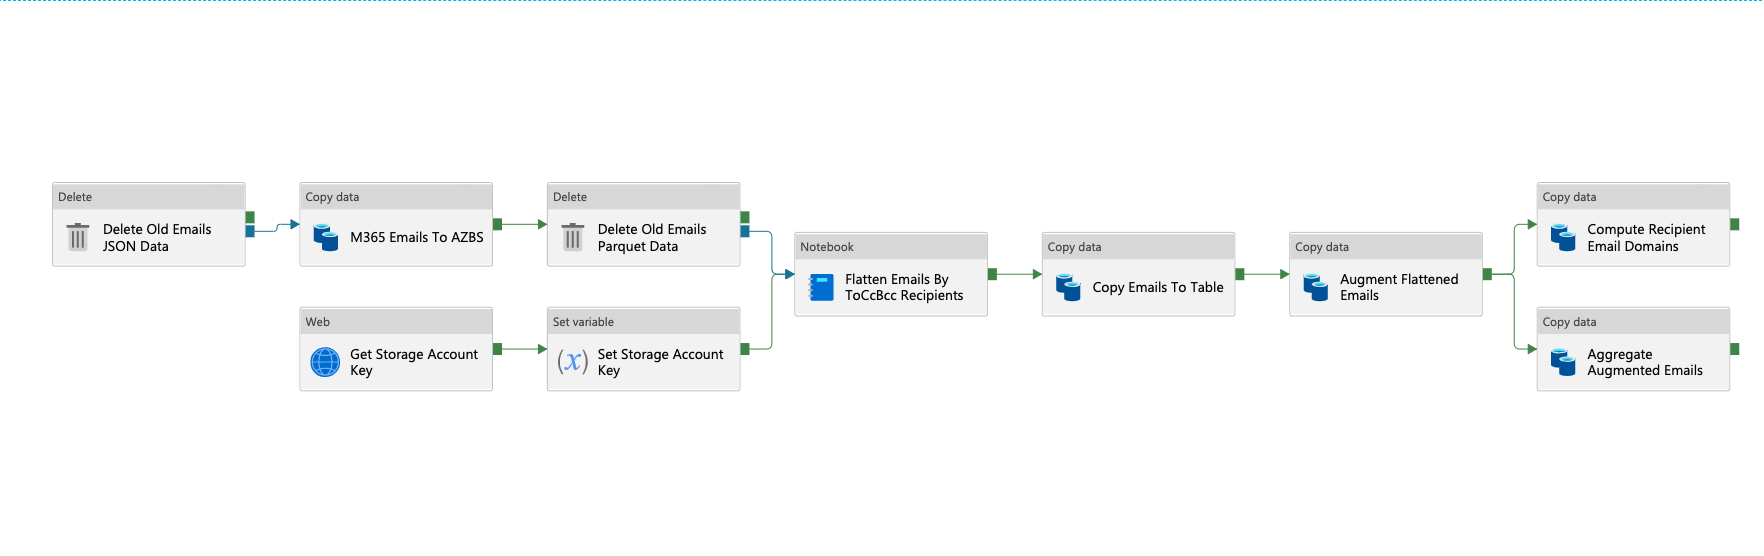 Delete
Delete Old Emails
JSON Data
Copy data
M365 Emails To AZBS
Delete
Delete Old Emails
Parquet Data
Web
Get Storage Account
Key
Set variable
(x)
Set Storage Account
Key
Notebook
Flatten Emails By
ToCcBcc Recipients
Copy data
Copy Emails To Table
Copy data
Augment Flattened
Emails
Copy data
Compute Recipient
Email Domains
Copy data
Aggregate
Augmented Emails